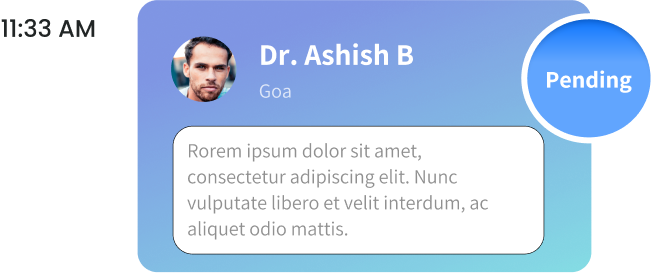 11:33 AM
Dr. Ashish B
Goa
Pending
Rorem ipsum dolor sit amet,
consectetur adipiscing elit. Nunc
vulputate libero et velit interdum, ac
aliquet odio mattis.